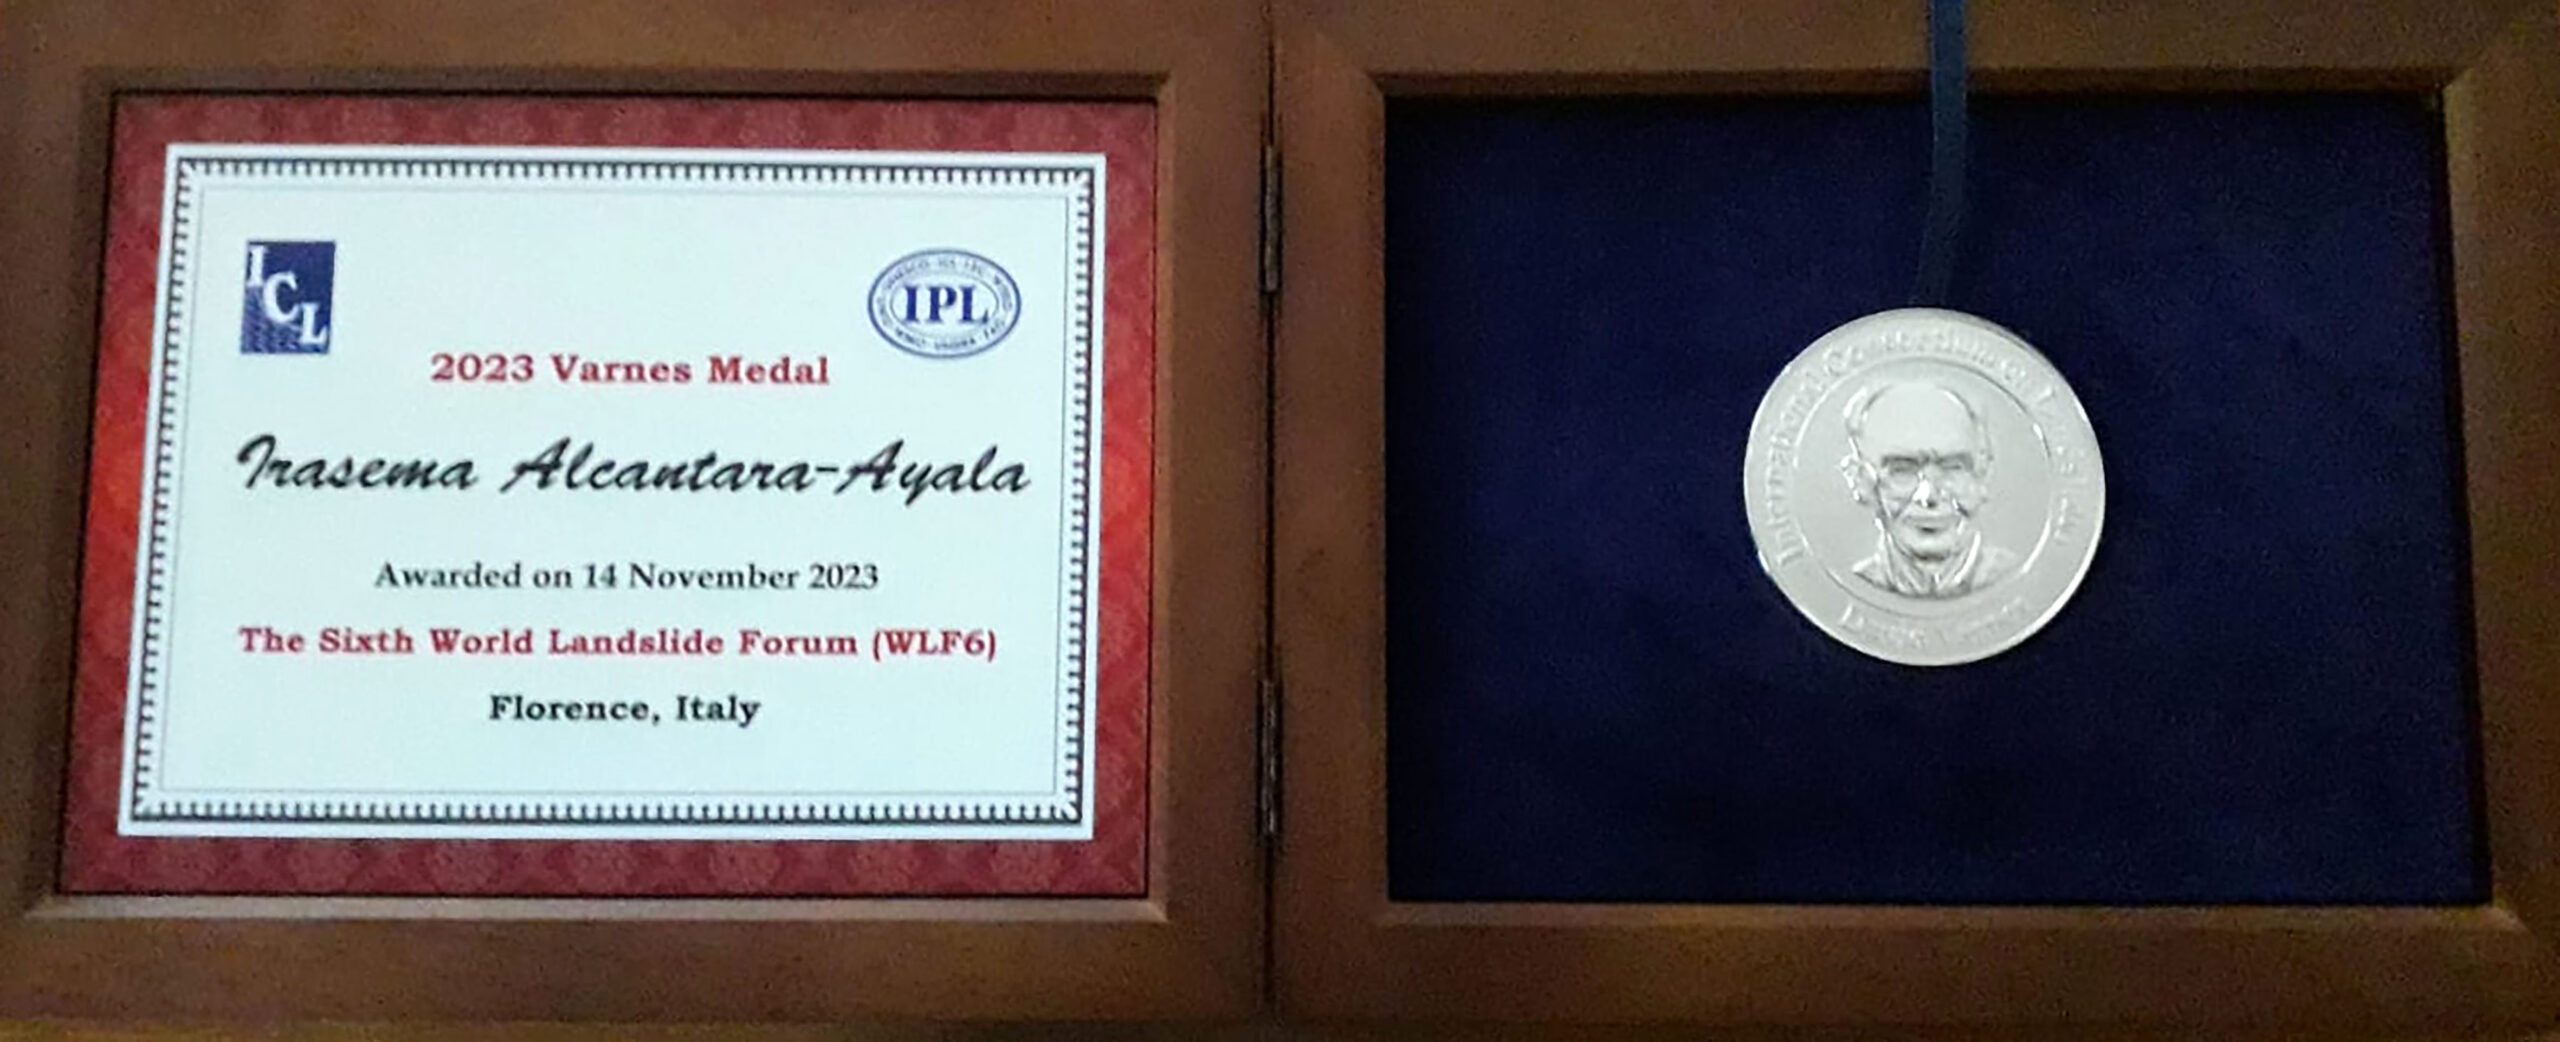 ICL
IPL
2023 Varnes Medal
Irasema Alcantara-Ayala
Awarded on 14 November 2023
The Sixth World Landslide Forum (WLF6)
Florence, Italy
International